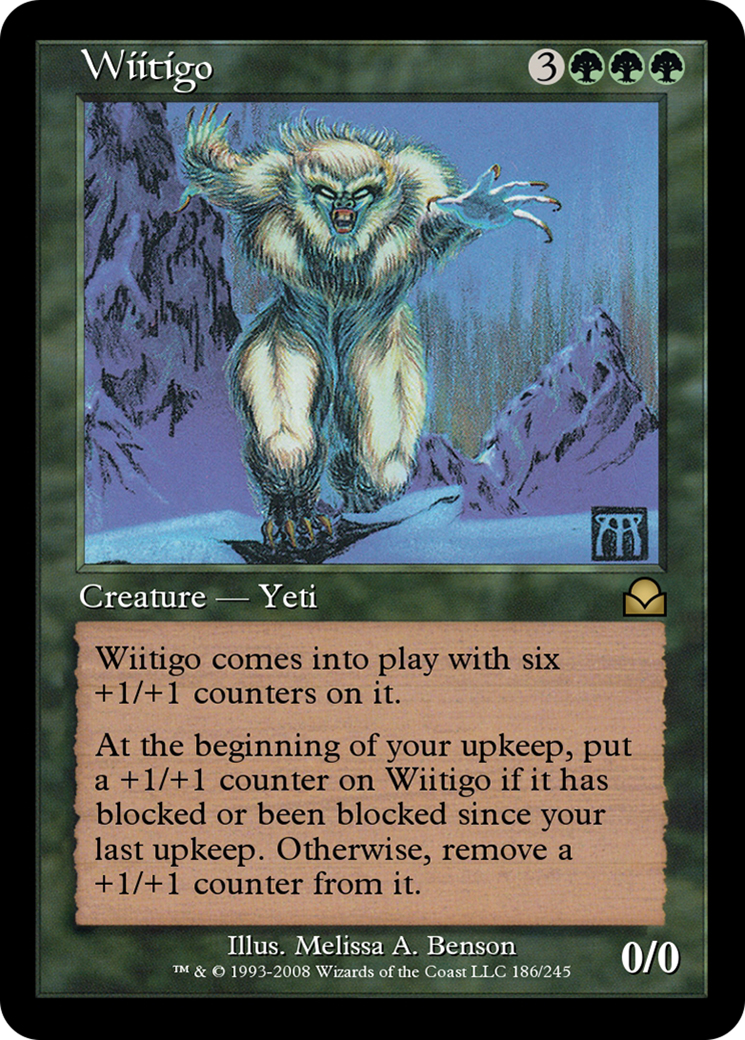 Wiitigo 3
Creature — Yeti
Wiitigo comes into play with six
+1/+1 counters on it.
At the beginning of your upkeep, put
a +1/+1 counter on Wiitigo if it has
blocked or been blocked since your
last upkeep. Otherwise, remove a
+1/+1 counter from it.
Illus. Melissa A. Benson
™ & © 1993-2008 Wizards of the Coast LLC 186/245
0/0